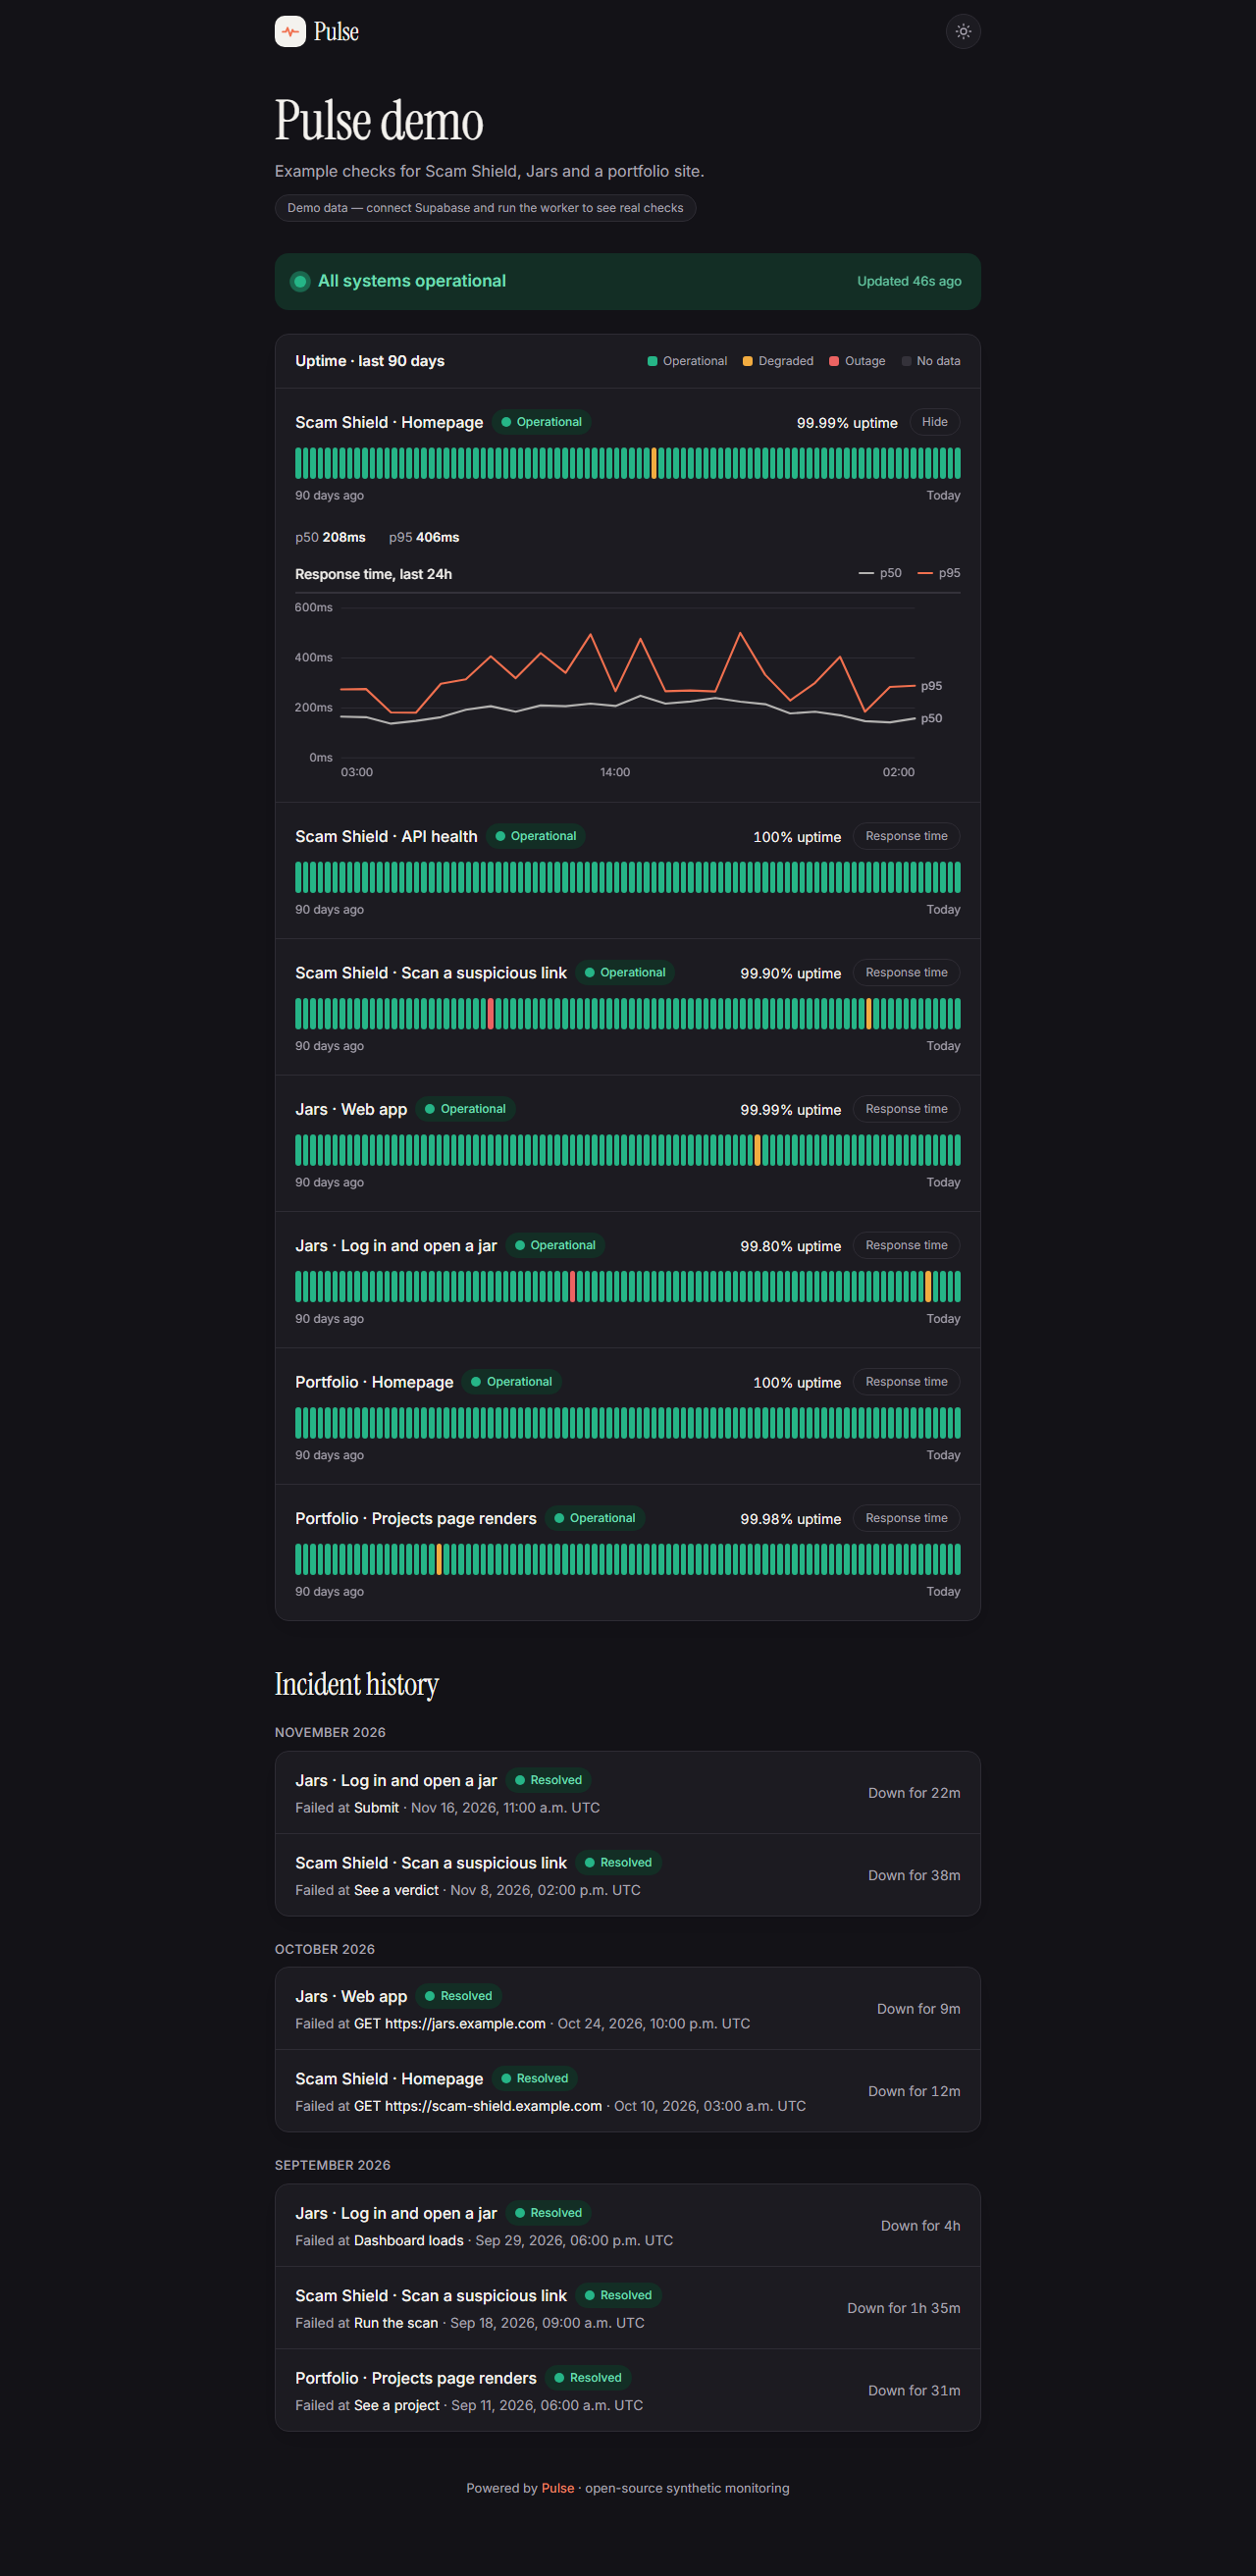 Pulse
Pulse demo
Example checks for Scam Shield, Jars and a portfolio site.
Demo data — connect Supabase and run the worker to see real checks
All systems operational Updated 46s ago
Uptime · last 90 days Operational Degraded Outage No data
Scam Shield · Homepage Operational 99.99% uptime Hide
90 days ago Today
p50 208ms p95 406ms
Response time, last 24h p50 p95
600ms
400ms
p95
200ms
p50
0ms
03:00 14:00 02:00
Scam Shield · API health Operational 100% uptime Response time
90 days ago Today
Scam Shield · Scan a suspicious link Operational 99.90% uptime Response time
90 days ago Today
Jars · Web app Operational 99.99% uptime Response time
90 days ago Today
Jars · Log in and open a jar Operational 99.80% uptime Response time
90 days ago Today
Portfolio · Homepage Operational 100% uptime Response time
90 days ago Today
Portfolio · Projects page renders Operational 99.98% uptime Response time
90 days ago Today
Incident history
NOVEMBER 2026
Jars · Log in and open a jar Resolved Down for 22m
Failed at Submit · Nov 16, 2026, 11:00 a.m. UTC
Scam Shield · Scan a suspicious link Resolved Down for 38m
Failed at See a verdict · Nov 8, 2026, 02:00 p.m. UTC
OCTOBER 2026
Jars · Web app Resolved Down for 9m
Failed at GET https://jars.example.com · Oct 24, 2026, 10:00 p.m. UTC
Scam Shield · Homepage Resolved Down for 12m
Failed at GET https://scam-shield.example.com · Oct 10, 2026, 03:00 a.m. UTC
SEPTEMBER 2026
Jars · Log in and open a jar Resolved Down for 4h
Failed at Dashboard loads · Sep 29, 2026, 06:00 p.m. UTC
Scam Shield · Scan a suspicious link Resolved Down for 1h 35m
Failed at Run the scan · Sep 18, 2026, 09:00 a.m. UTC
Portfolio · Projects page renders Resolved Down for 31m
Failed at See a project · Sep 11, 2026, 06:00 a.m. UTC
Powered by Pulse · open-source synthetic monitoring